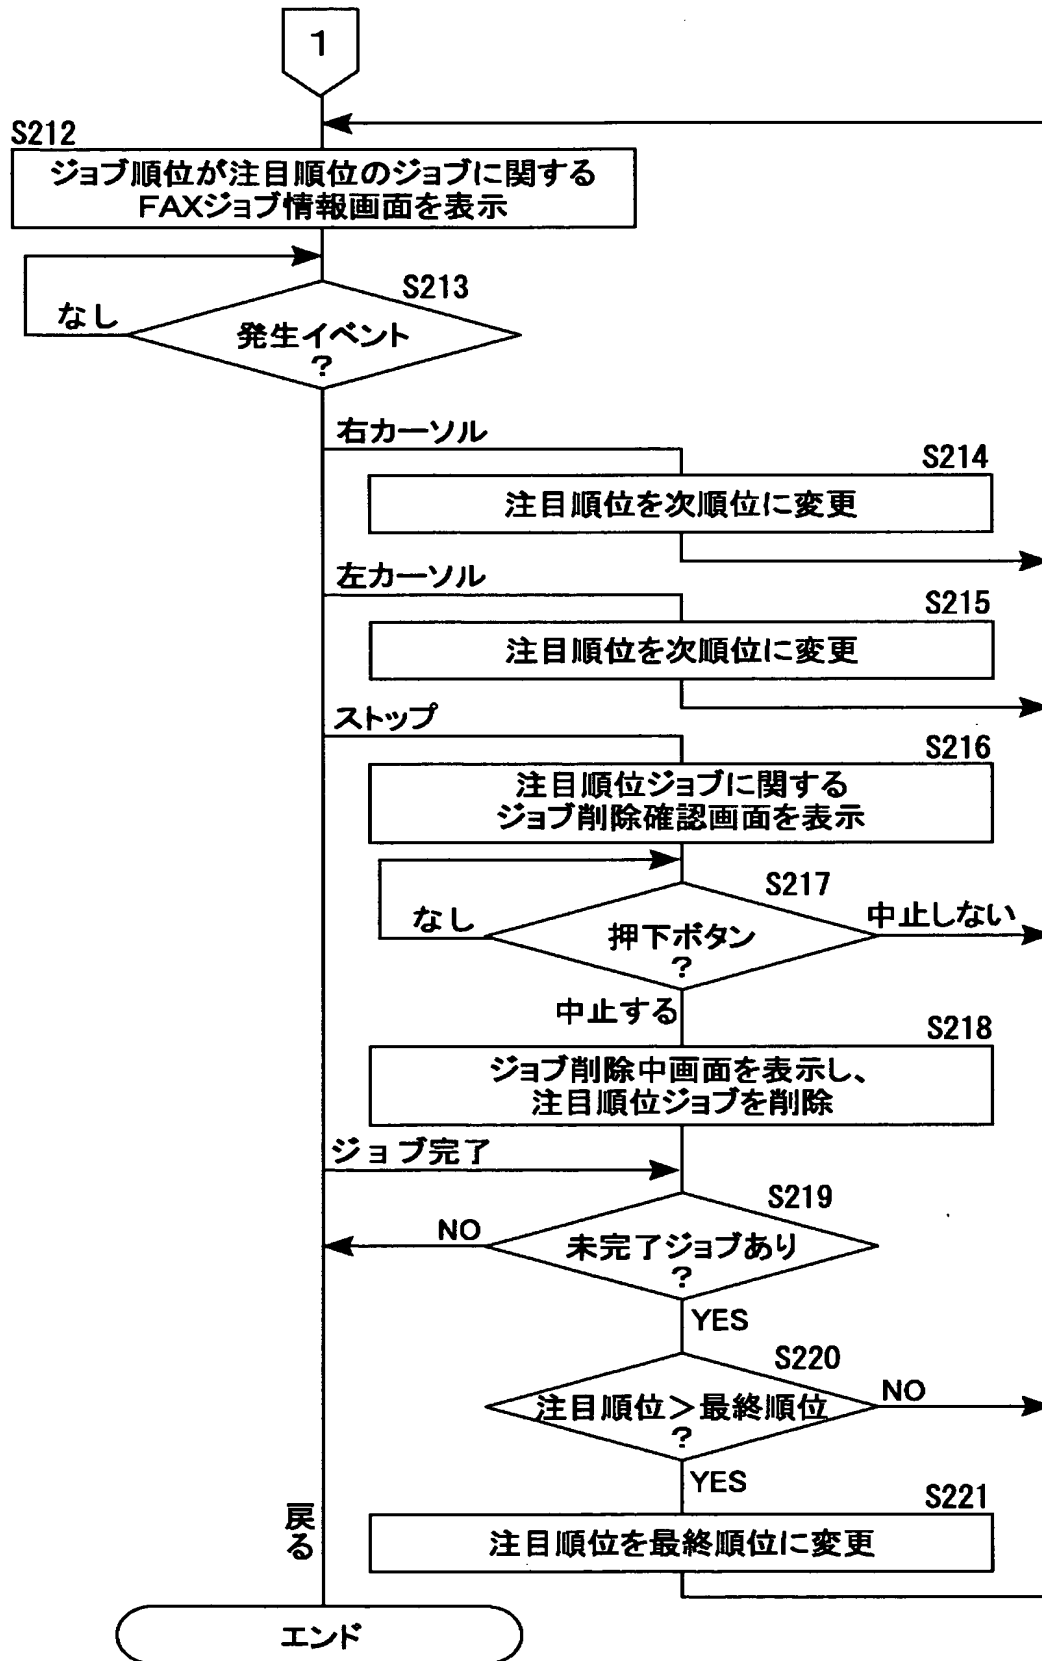 1
S212
ジョブ順位が注目順位のジョブに関する
FAXジョブ情報画面を表示
S213
なし
発生イベント
?
右カーソル
S214
注目順位を次順位に変更
左カーソル
S215
注目順位を次順位に変更
ストップ
S216
注目順位ジョブに関する
ジョブ削除確認画面を表示
S217
なし
押下ボタン
?
中止しない
中止する
S218
ジョブ削除中画面を表示し、
注目順位ジョブを削除
ジョブ完了
S219
NO
未完了ジョブあり
?
YES
S220
注目順位＞最終順位
?
NO
YES
S221
注目順位を最終順位に変更
戻る
エンド